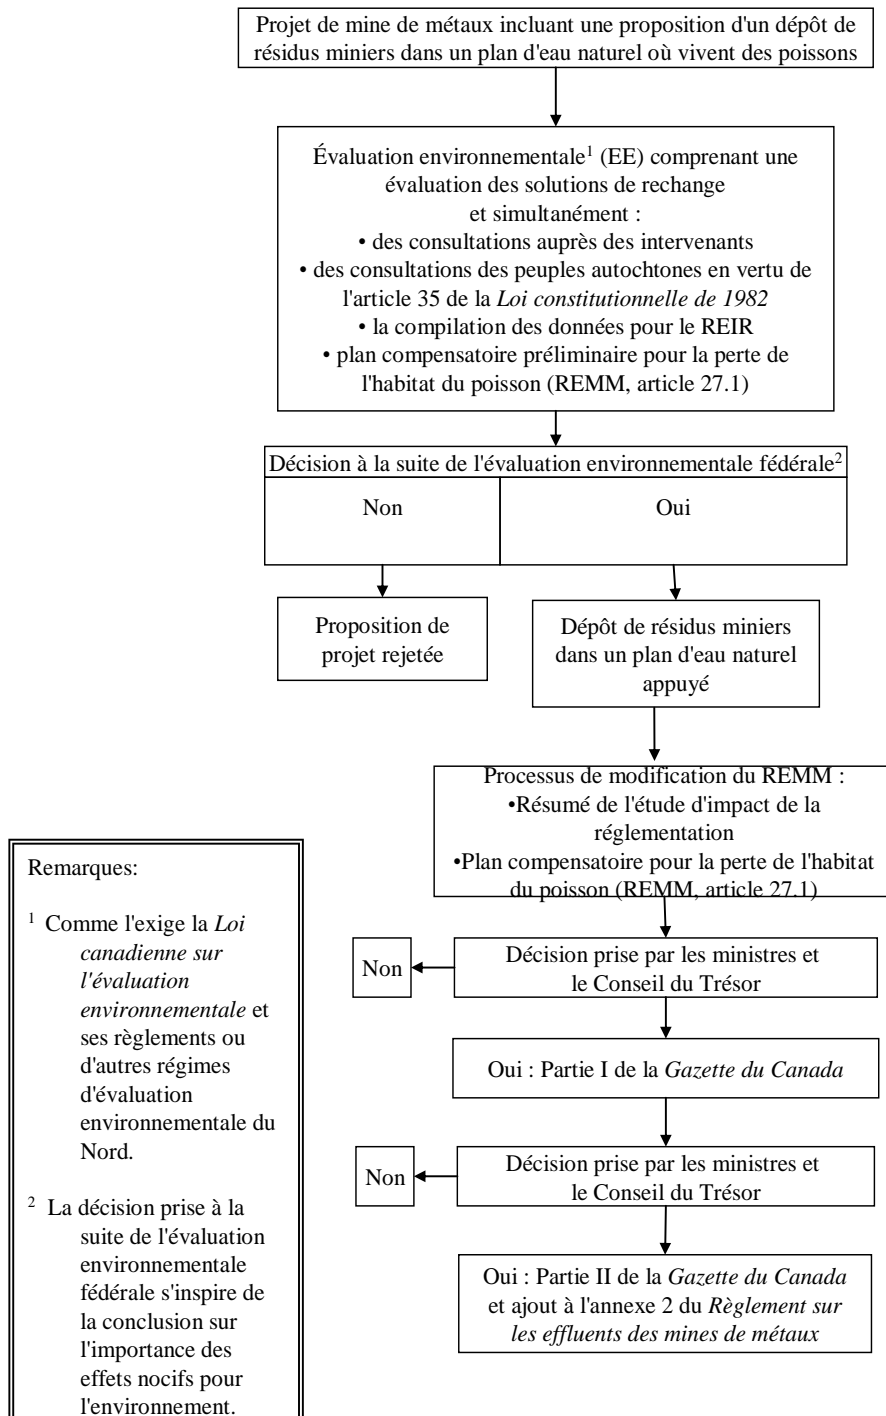 Projet de mine de métaux incluant une proposition d'un dépôt de
résidus miniers dans un plan d'eau naturel où vivent des poissons
Évaluation environnementale¹ (EE) comprenant une
évaluation des solutions de rechange
et simultanément :
• des consultations auprès des intervenants
• des consultations des peuples autochtones en vertu de
l'article 35 de la Loi constitutionnelle de 1982
• la compilation des données pour le REIR
• plan compensatoire préliminaire pour la perte de
l'habitat du poisson (REMM, article 27.1)
Décision à la suite de l'évaluation environnementale fédérale²
Non
Oui
Proposition de
projet rejetée
Dépôt de résidus miniers
dans un plan d'eau naturel
appuyé
Processus de modification du REMM :
•Résumé de l'étude d'impact de la
réglementation
•Plan compensatoire pour la perte de l'habitat
du poisson (REMM, article 27.1)
Non
Décision prise par les ministres et
le Conseil du Trésor
Oui : Partie I de la Gazette du Canada
Non
Décision prise par les ministres et
le Conseil du Trésor
Oui : Partie II de la Gazette du Canada
et ajout à l'annexe 2 du Règlement sur
les effluents des mines de métaux
Remarques:
¹ Comme l'exige la Loi
canadienne sur
l'évaluation
environnementale et
ses règlements ou
d'autres régimes
d'évaluation
environnementale du
Nord.
² La décision prise à la
suite de l'évaluation
environnementale
fédérale s'inspire de
la conclusion sur
l'importance des
effets nocifs pour
l'environnement.